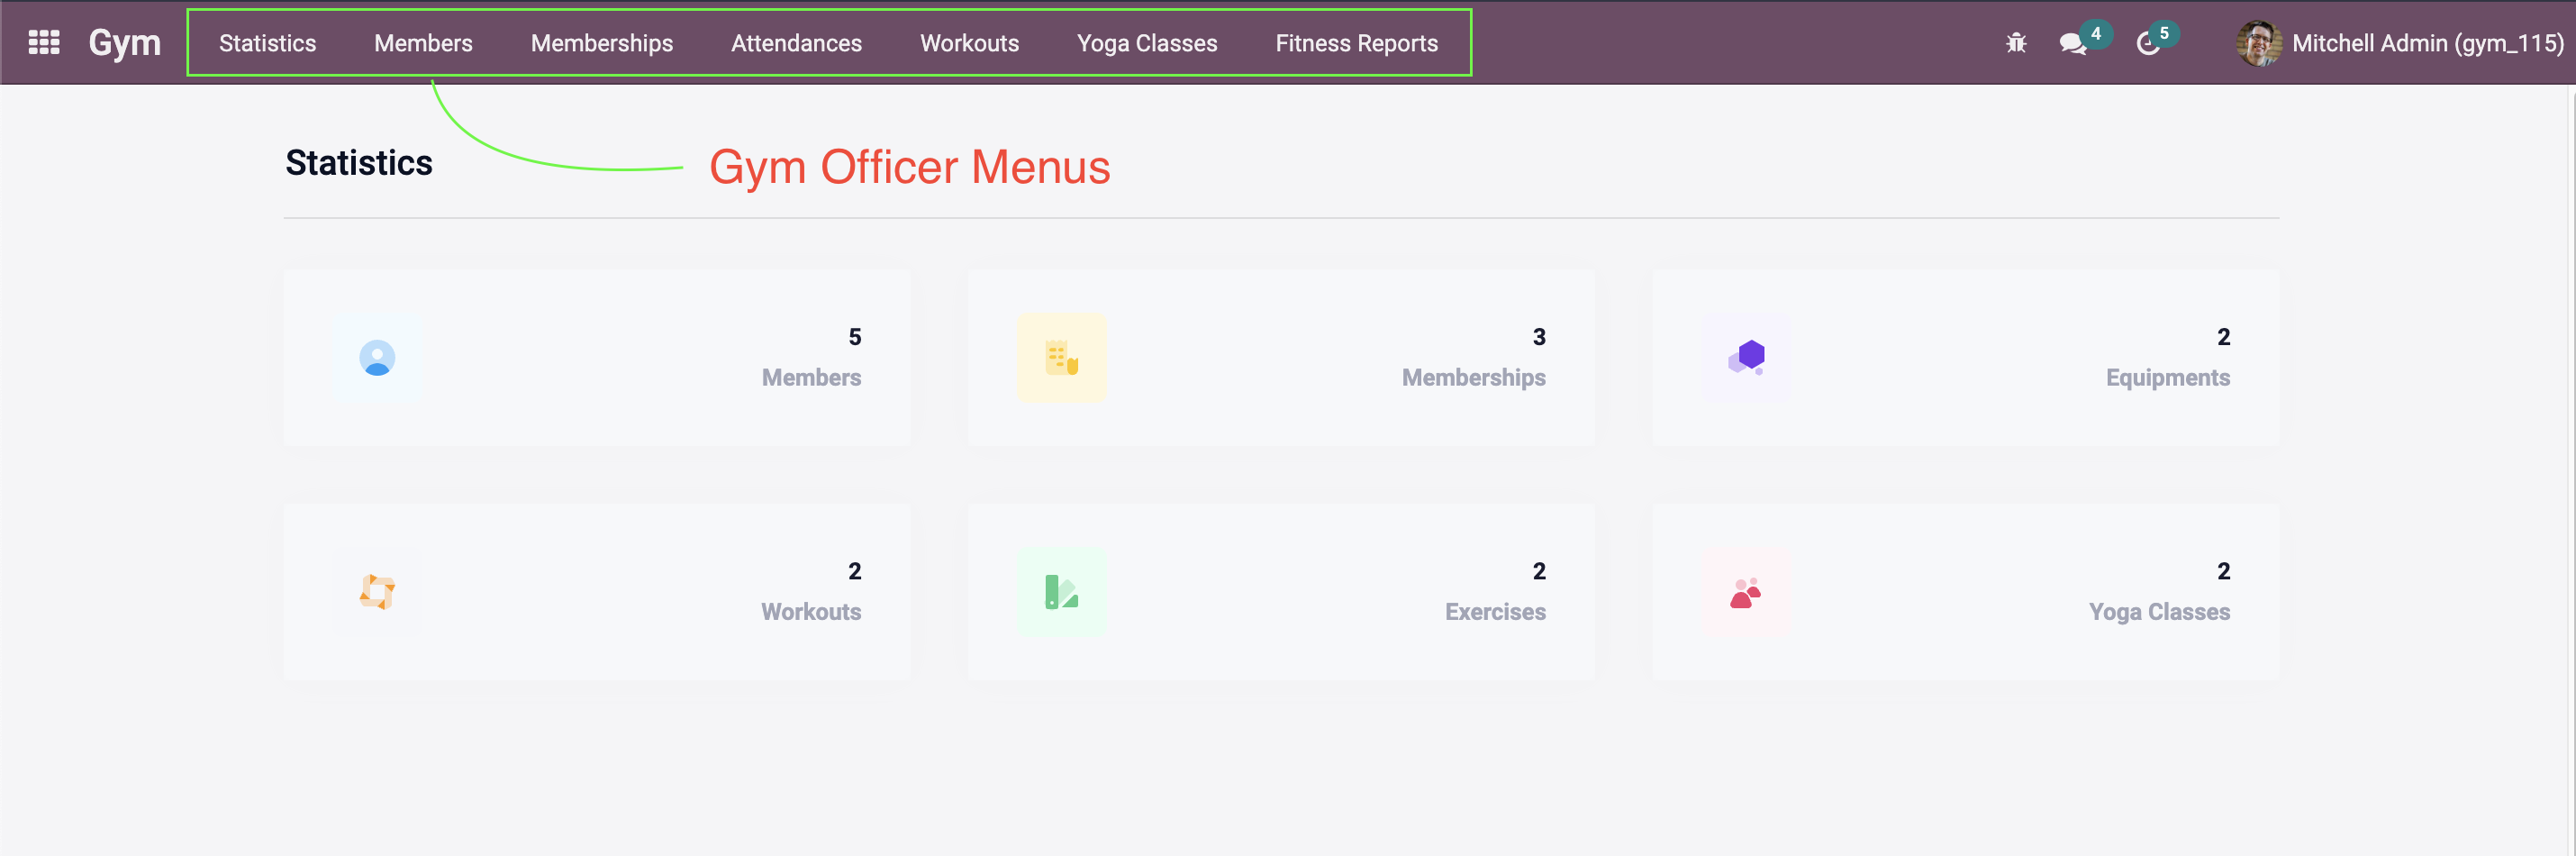 Gym Statistics Members Memberships Attendances Workouts Yoga Classes Fitness Reports 4 5 Mitchell Admin (gym_115)
Statistics
Gym Officer Menus
5
Members
3
Memberships
2
Equipments
2
Workouts
2
Exercises
2
Yoga Classes